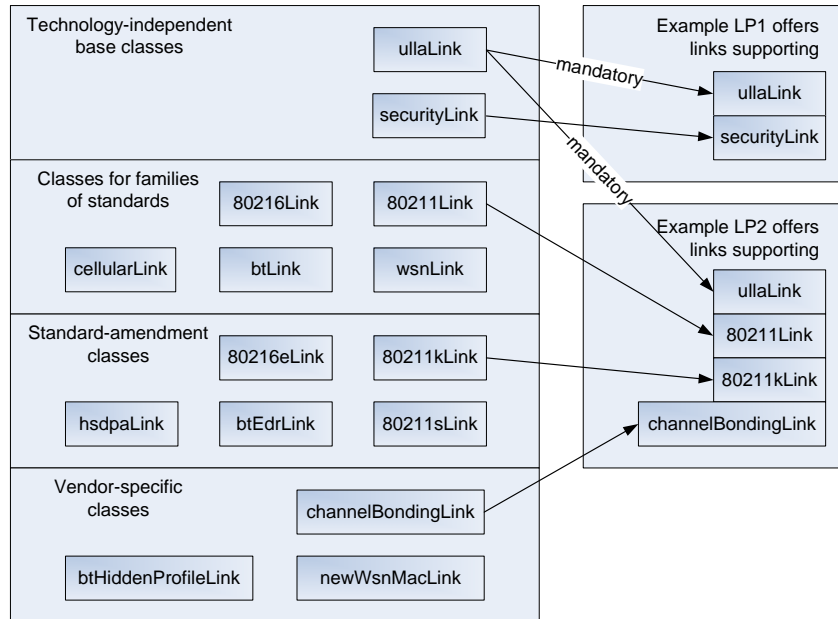 Technology-independent
base classes
ullaLink
securityLink
Classes for families
of standards
80216Link
80211Link
cellularLink
btLink
wsnLink
Standard-amendment
classes
80216eLink
80211kLink
hsdpaLink
btEdrLink
80211sLink
Vendor-specific
classes
channelBondingLink
btHiddenProfileLink
newWsnMacLink
mandatory
mandatory
Example LP1 offers
links supporting
ullaLink
securityLink
Example LP2 offers
links supporting
ullaLink
80211Link
80211kLink
channelBondingLink